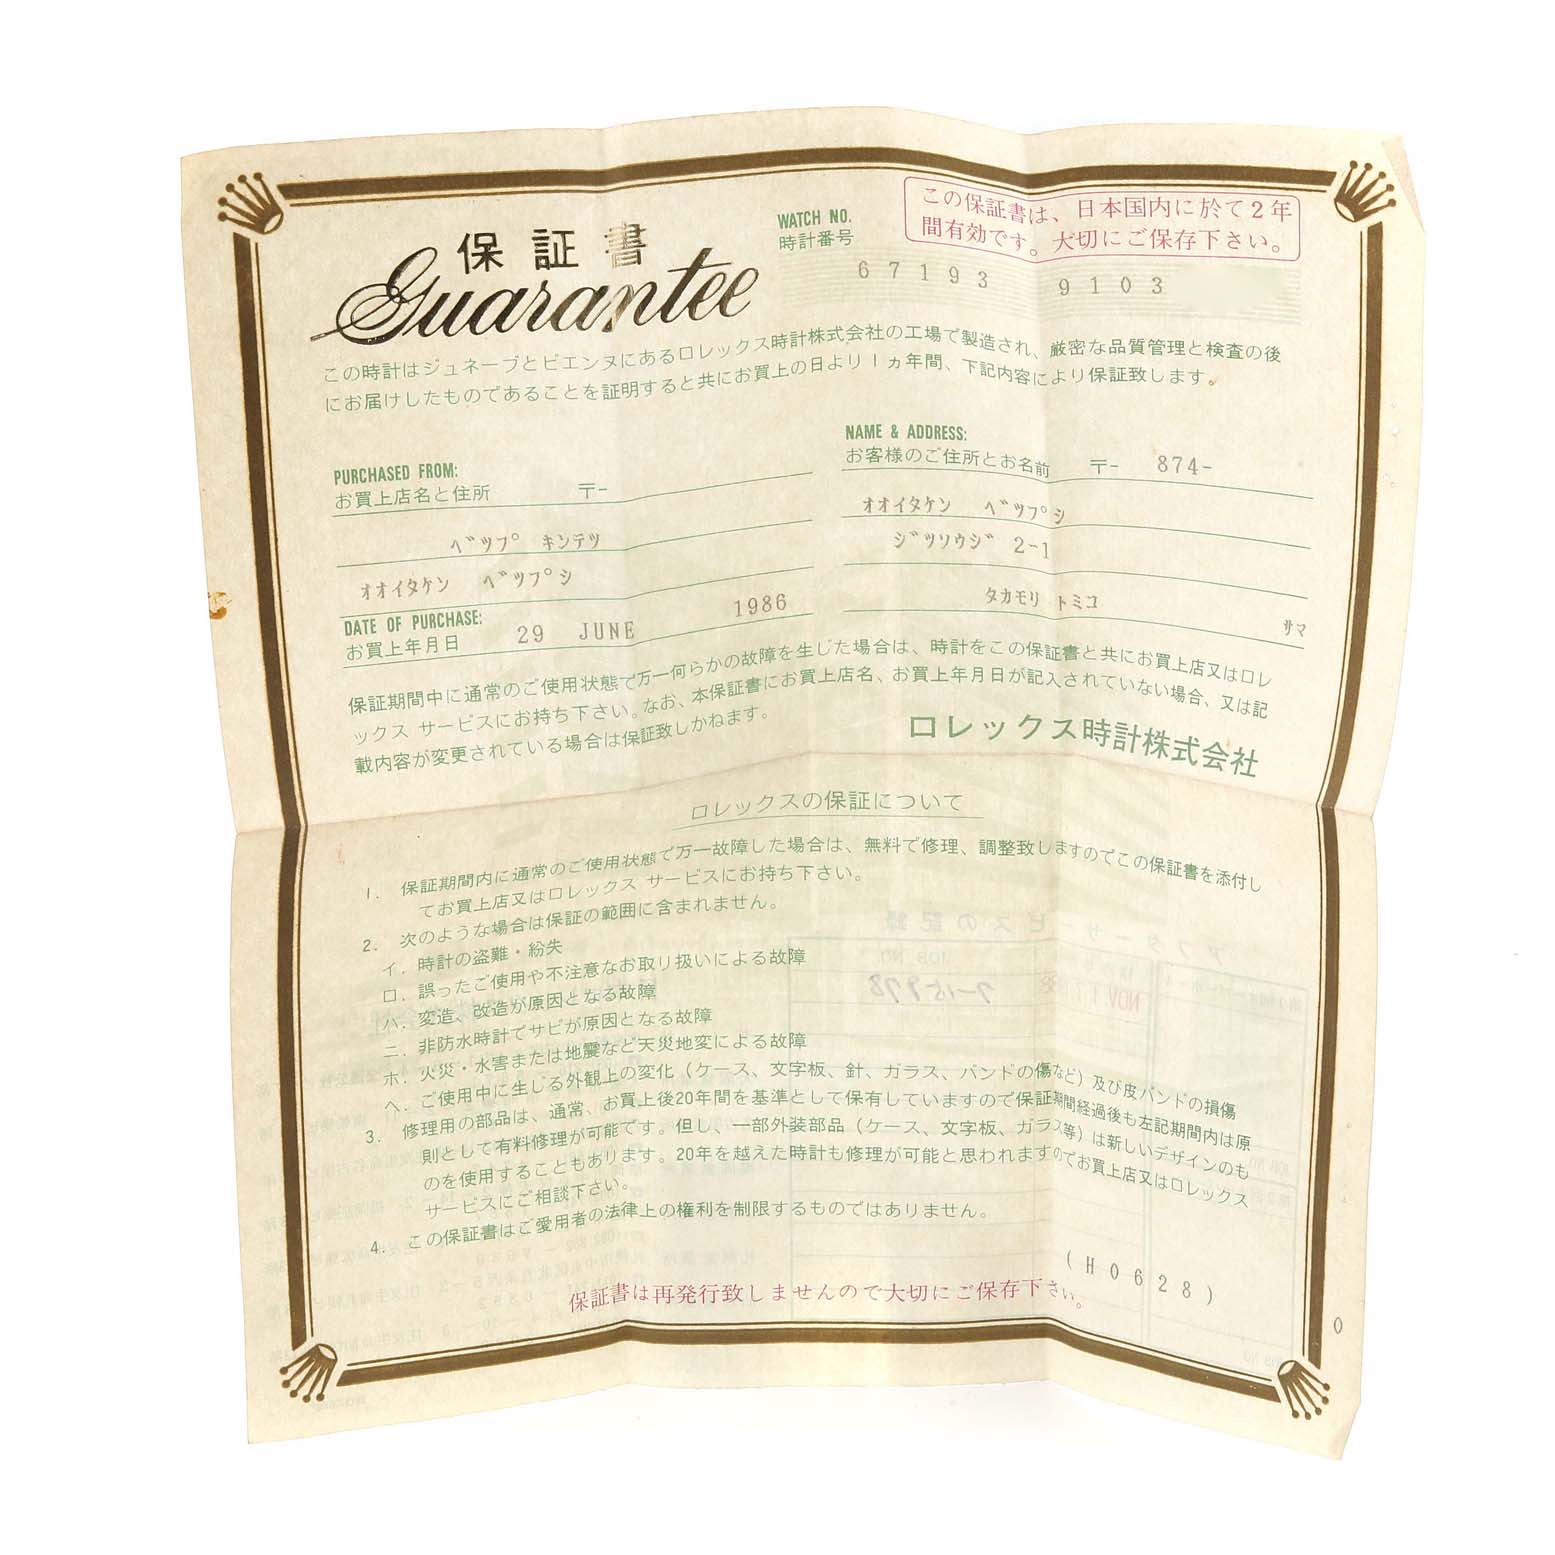 保証書
Guarantee
WATCH NO.
時計番号
この保証書は、日本国内に於て2年
間有効です。大切にご保存下さい。
67193 9103
この時計はジュネーブとビエンヌにあるロレックス時計株式会社の工場で製造され、厳密な品質管理と検査の後
にお届けしたものであることを証明すると共にお買上の日より1ヵ年間、下記内容により保証致します。
PURCHASED FROM:
お買上店名と住所 〒-
ベツプ キンテツ
オオイタケン ベツプシ
DATE OF PURCHASE:
お買上年月日 29 JUNE 1986
NAME & ADDRESS:
お客様のご住所とお名前 〒- 874-
オオイタケン ベツプシ
ジツソウジ 2-1
タカモリ トミコ
サマ
保証期間中に通常のご使用状態で万一何らかの故障を生じた場合は、時計をこの保証書と共にお買上店又はロレ
ックス サービスにお持ち下さい。なお、本保証書にお買上店名、お買上年月日が記入されていない場合、又は記
載内容が変更されている場合は保証致しかねます。
ロレックス時計株式会社
ロレックスの保証について
1. 保証期間内に通常のご使用状態で万一故障した場合は、無料で修理、調整致しますのでこの保証書を添付し
てお買上店又はロレックス サービスにお持ち下さい。
2. 次のような場合は保証の範囲に含まれません。
イ. 時計の盗難・紛失
ロ. 誤ったご使用や不注意なお取り扱いによる故障
ハ. 変造、改造が原因となる故障
ニ. 非防水時計でサビが原因となる故障
ホ. 火災・水害または地震など天災地変による故障
ヘ. ご使用中に生じる外観上の変化（ケース、文字板、針、ガラス、バンドの傷など）及び皮バンドの損傷
3. 修理用の部品は、通常、お買上後20年間を基準として保有していますので保証期間経過後も左記期間内は原
則として有料修理が可能です。但し、一部外装部品（ケース、文字板、ガラス等）は新しいデザインのも
のを使用することもあります。20年を越えた時計も修理が可能と思われますのでお買上店又はロレックス
サービスにご相談下さい。
4. この保証書はご愛用者の法律上の権利を制限するものではありません。
(H0628)
保証書は再発行致しませんので大切にご保存下さい。
0